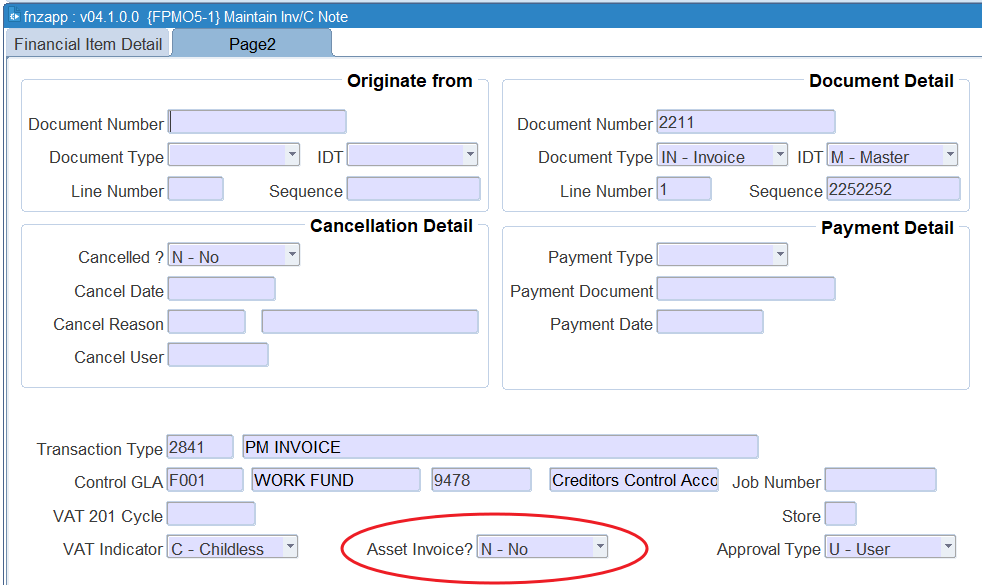 fnzapp : v04.1.0.0 {FPMO5-1} Maintain Inv/C Note
Financial Item Detail Page2
Originate from
Document Number
Document Type IDT
Line Number Sequence
Document Detail
Document Number 2211
Document Type IN - Invoice IDT M - Master
Line Number 1 Sequence 2252252
Cancellation Detail
Cancelled ? N - No
Cancel Date
Cancel Reason
Cancel User
Payment Detail
Payment Type
Payment Document
Payment Date
Transaction Type 2841 PM INVOICE
Control GLA F001 WORK FUND 9478 Creditors Control Acco Job Number
VAT 201 Cycle Store
VAT Indicator C - Childless Asset Invoice? N - No Approval Type U - User